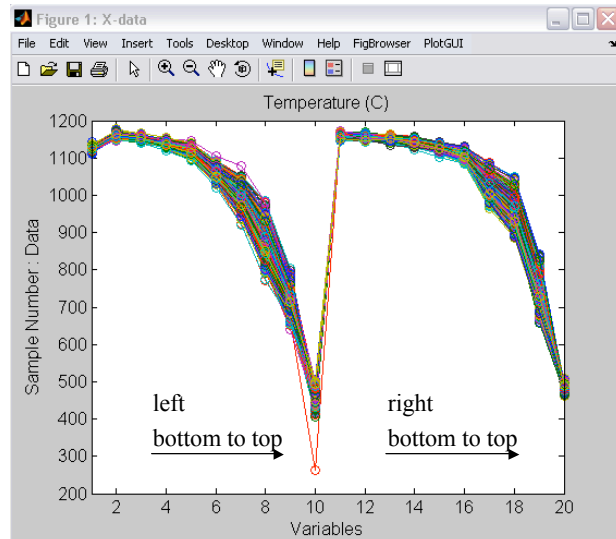 Figure 1: X-data
File Edit View Insert Tools Desktop Window Help FigBrowser PlotGUI
Temperature (C)
1200
1100
1000
900
800
700
600
500
400
300
200
Sample Number : Data
left
bottom to top
right
bottom to top
2 4 6 8 10 12 14 16 18 20
Variables